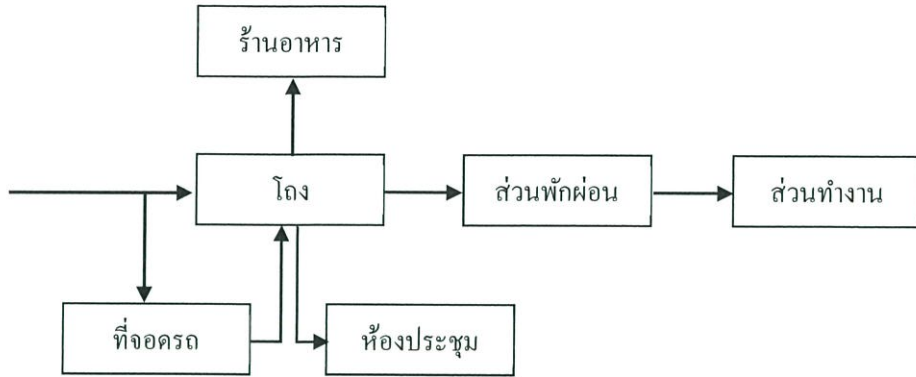 ร้านอาหาร
โถง
ส่วนพักผ่อน
ส่วนทำงาน
ที่จอดรถ
ห้องประชุม